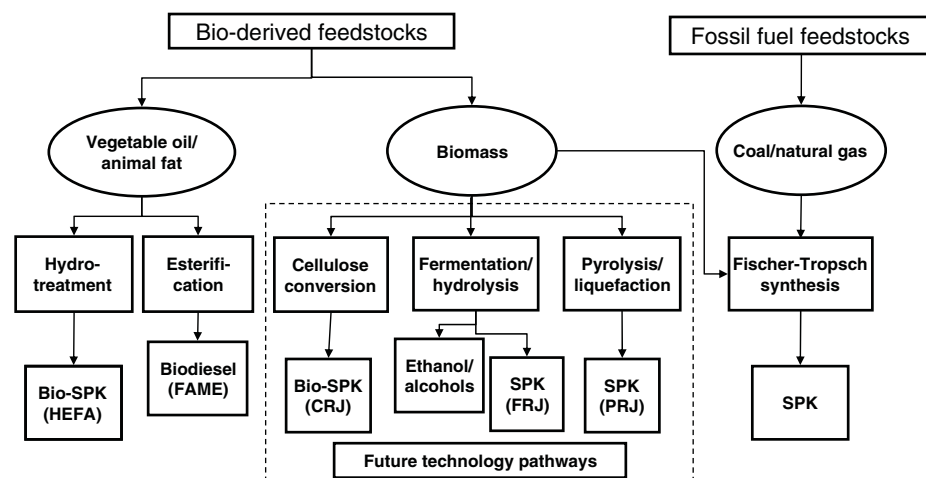 Bio-derived feedstocks
Fossil fuel feedstocks
Vegetable oil/
animal fat
Biomass
Coal/natural gas
Hydro-
treatment
Esterifi-
cation
Cellulose
conversion
Fermentation/
hydrolysis
Pyrolysis/
liquefaction
Fischer-Tropsch
synthesis
Bio-SPK
(HEFA)
Biodiesel
(FAME)
Bio-SPK
(CRJ)
Ethanol/
alcohols
SPK
(FRJ)
SPK
(PRJ)
SPK
Future technology pathways